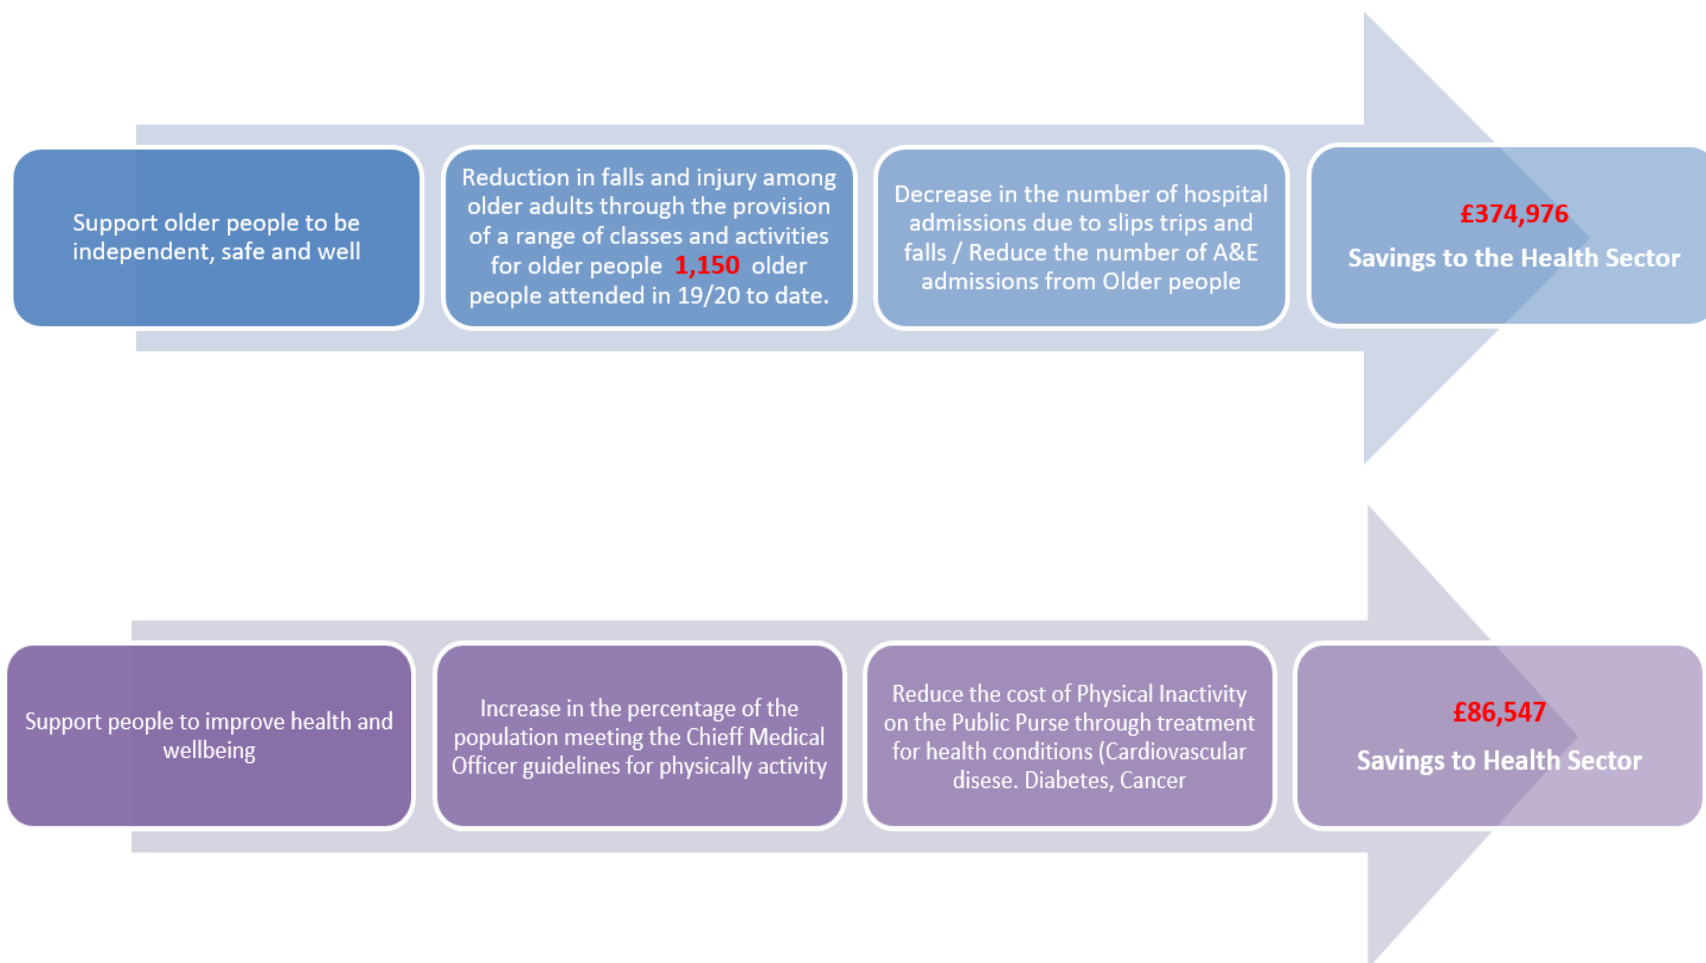 Support older people to be
independent, safe and well
Reduction in falls and injury among
older adults through the provision
of a range of classes and activities
for older people 1,150 older
people attended in 19/20 to date.
Decrease in the number of hospital
admissions due to slips trips and
falls / Reduce the number of A&E
admissions from Older people
£374,976
Savings to the Health Sector
Support people to improve health and
wellbeing
Increase in the percentage of the
population meeting the Chieff Medical
Officer guidelines for physically activity
Reduce the cost of Physical Inactivity
on the Public Purse through treatment
for health conditions (Cardiovascular
disese. Diabetes, Cancer
£86,547
Savings to Health Sector